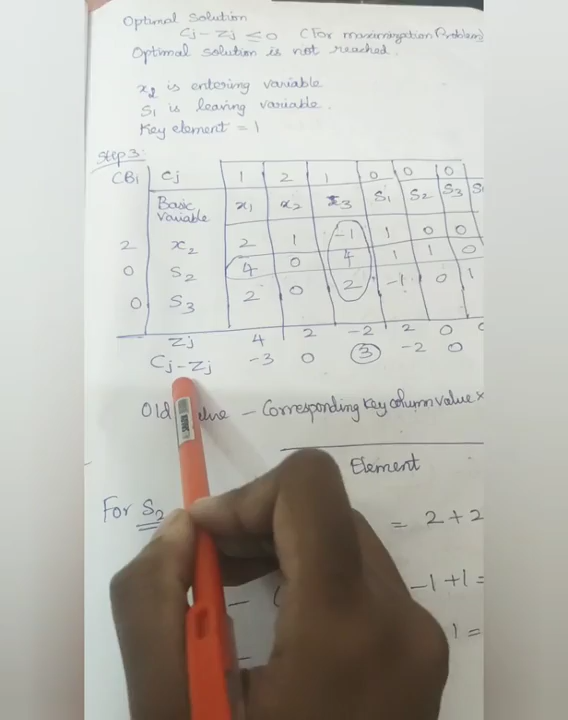 Optimal Solution
Cj - Zj ≤ 0 (For maximization Problem)
Optimal solution is not reached.
x2 is entering variable
S1 is leaving variable.
Key element = 1
Step 3:
CBi Cj 1 2 1 0 0 0
Basic Variable x1 x2 x3 S1 S2 S3
2 x2 2 1 -1 1 0 0
0 S2 4 0 4 1 1 0
0 S3 2 0 2 -1 0 1
Zj 4 2 -2 2 0
Cj - Zj -3 0 3 -2 0
Old - Corresponding Key column value ×
Element
For S2 = 2 + 2
- -1 +1 =
- 1 =